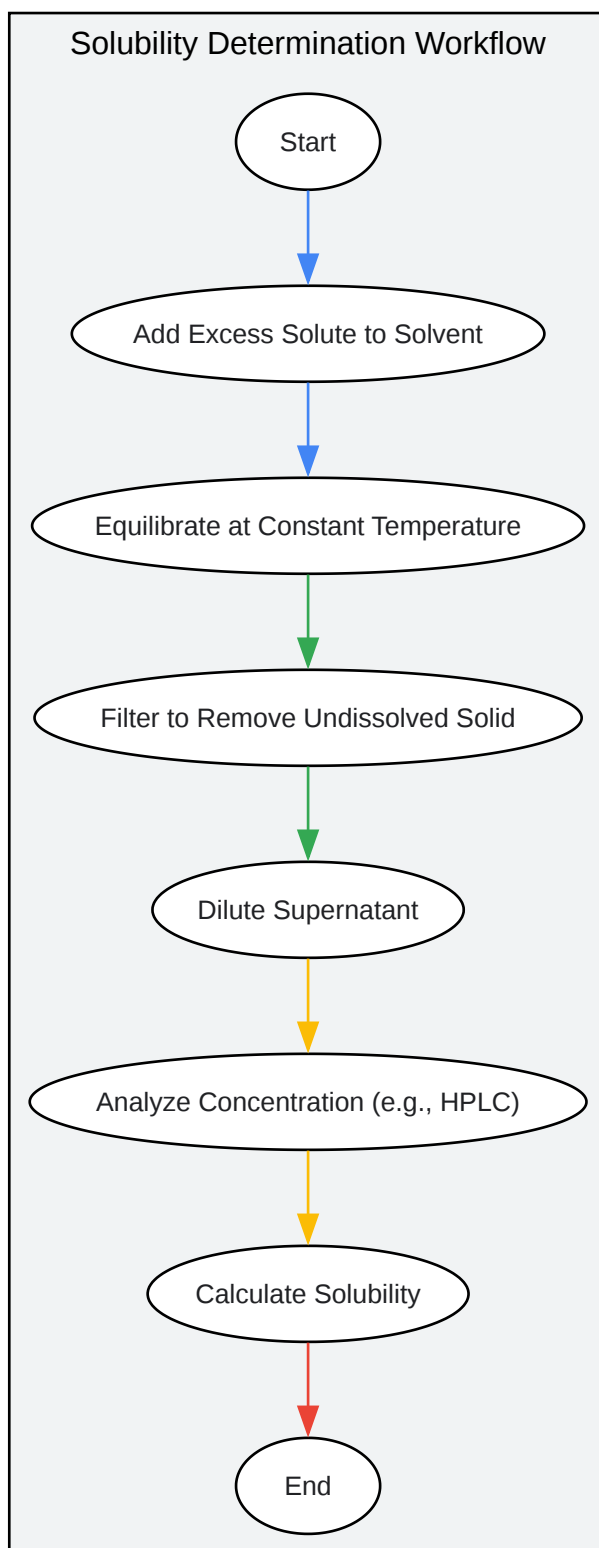 Solubility Determination Workflow
Start
Add Excess Solute to Solvent
Equilibrate at Constant Temperature
Filter to Remove Undissolved Solid
Dilute Supernatant
Analyze Concentration (e.g., HPLC)
Calculate Solubility
End